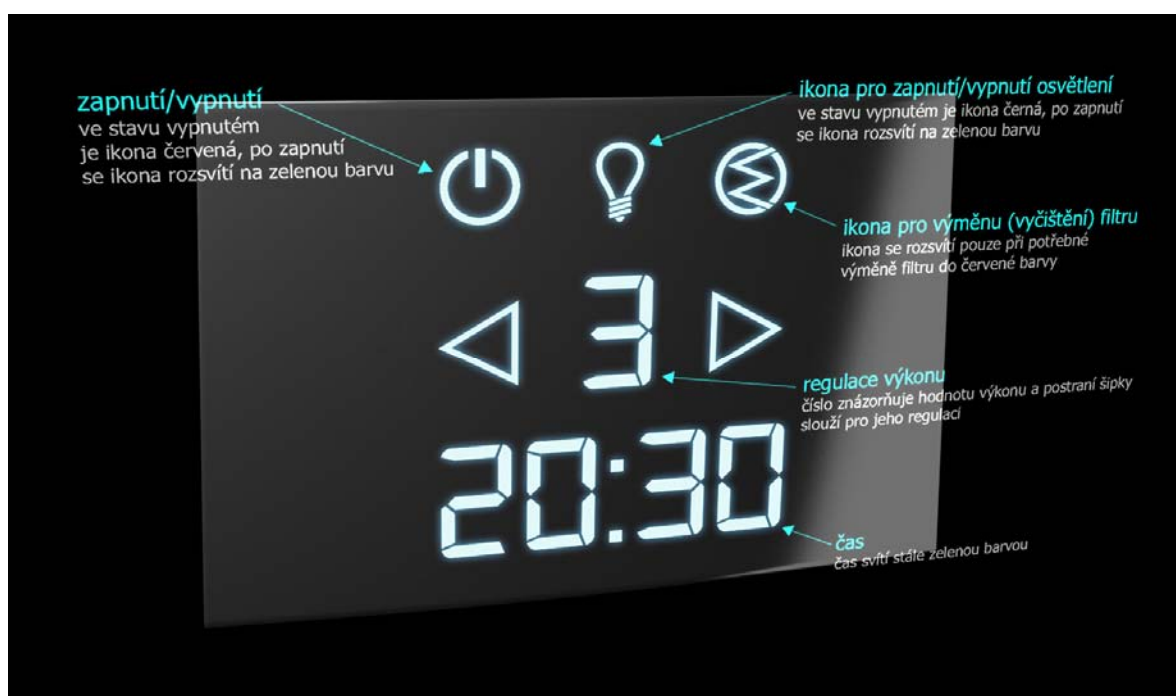 zapnutí/vypnutí
ve stavu vypnutém
je ikona červená, po zapnutí
se ikona rozsvítí na zelenou barvu
ikona pro zapnutí/vypnutí osvětlení
ve stavu vypnutém je ikona černá, po zapnutí
se ikona rozsvítí na zelenou barvu
ikona pro výměnu (vyčištění) filtru
ikona se rozsvítí pouze při potřebné
výměně filtru do červené barvy
3
regulace výkonu
číslo znázorňuje hodnotu výkonu a postraní šipky
slouží pro jeho regulaci
20:30
čas
čas svítí stále zelenou barvou